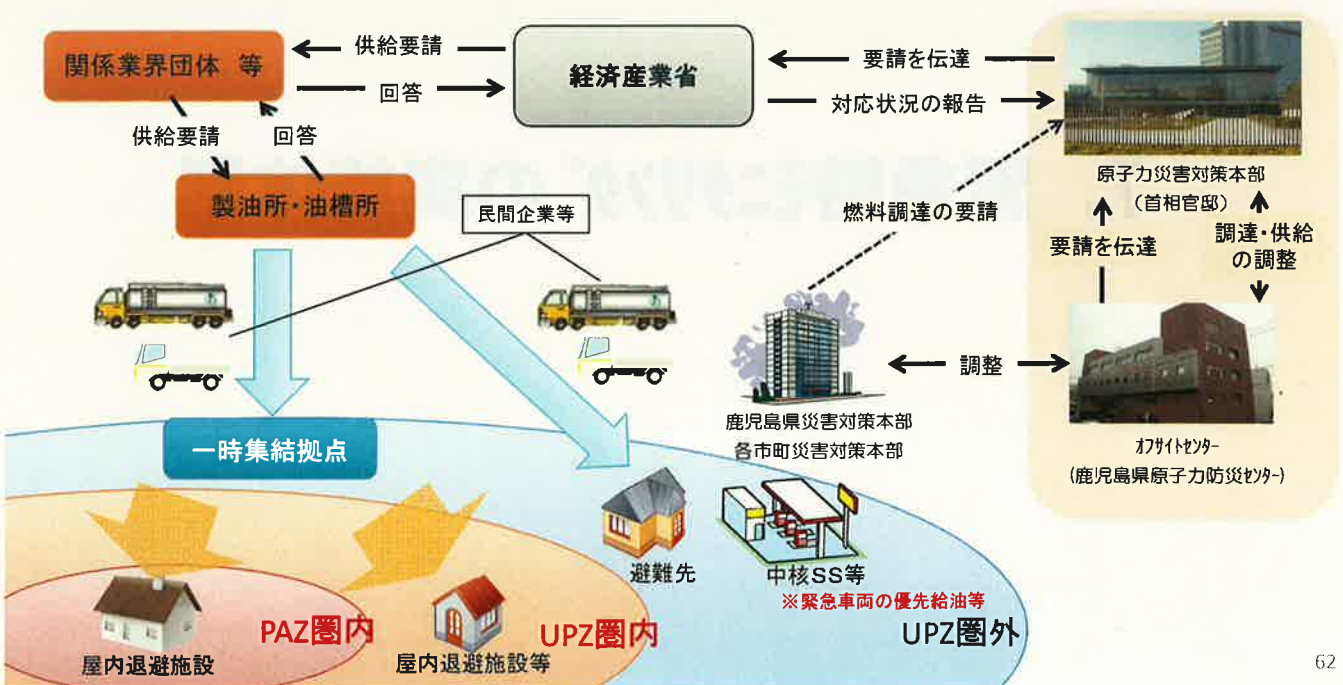 関係業界団体 等
供給要請
回答
経済産業省
要請を伝達
対応状況の報告
供給要請
回答
製油所・油槽所
民間企業等
燃料調達の要請
原子力災害対策本部
（首相官邸）
要請を伝達
調達・供給
の調整
調整
鹿児島県災害対策本部
各市町災害対策本部
ｵﾌｻｲﾄｾﾝﾀｰ
(鹿児島県原子力防災ｾﾝﾀｰ)
一時集結拠点
避難先
中核SS等
※緊急車両の優先給油等
PAZ圏内
UPZ圏内
UPZ圏外
屋内退避施設
屋内退避施設等
62